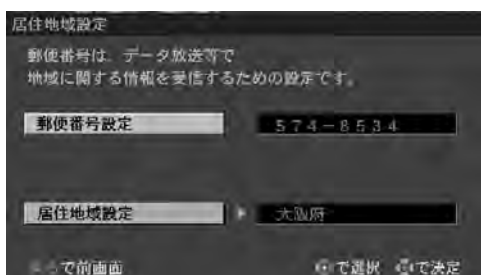 居住地域設定
郵便番号は、データ放送等で
地域に関する情報を受信するための設定です。
郵便番号設定 574-8534
居住地域設定 大阪府
で前画面 で選択 で決定